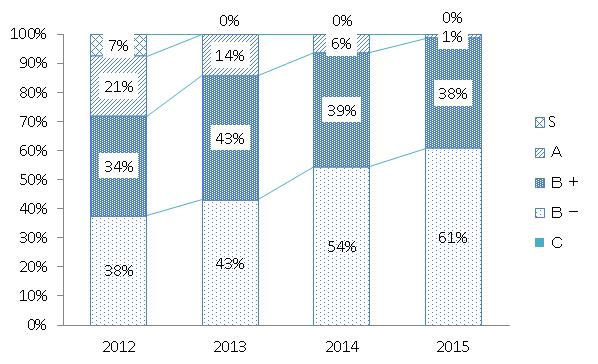 0% 0% 0%
100% 7% 6% 1%
90% 14%
80% 21% 38%
70% 39%
60% 43%
50% 34%
40%
30% 61%
20% 38% 43% 54%
10%
0%
2012 2013 2014 2015
S
A
B +
B −
C